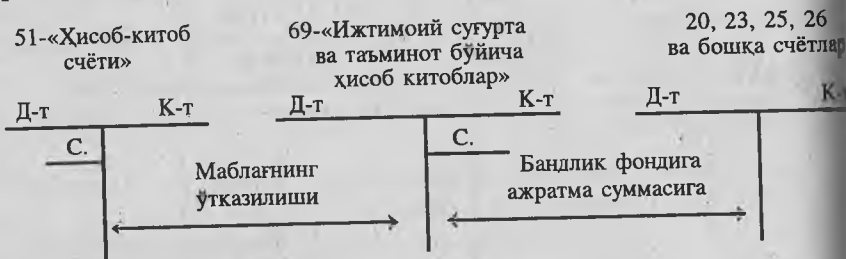 51-«Ҳисоб-китоб
счёти»
69-«Ижтимоий суғурта
ва таъминот бўйича
ҳисоб китоблар»
20, 23, 25, 26
ва бошқа счётлар
Д-т
К-т
Д-т
К-т
Д-т
С.
С.
Маблағнинг
ўтказилиши
Бандлик фондига
ажратма суммасига